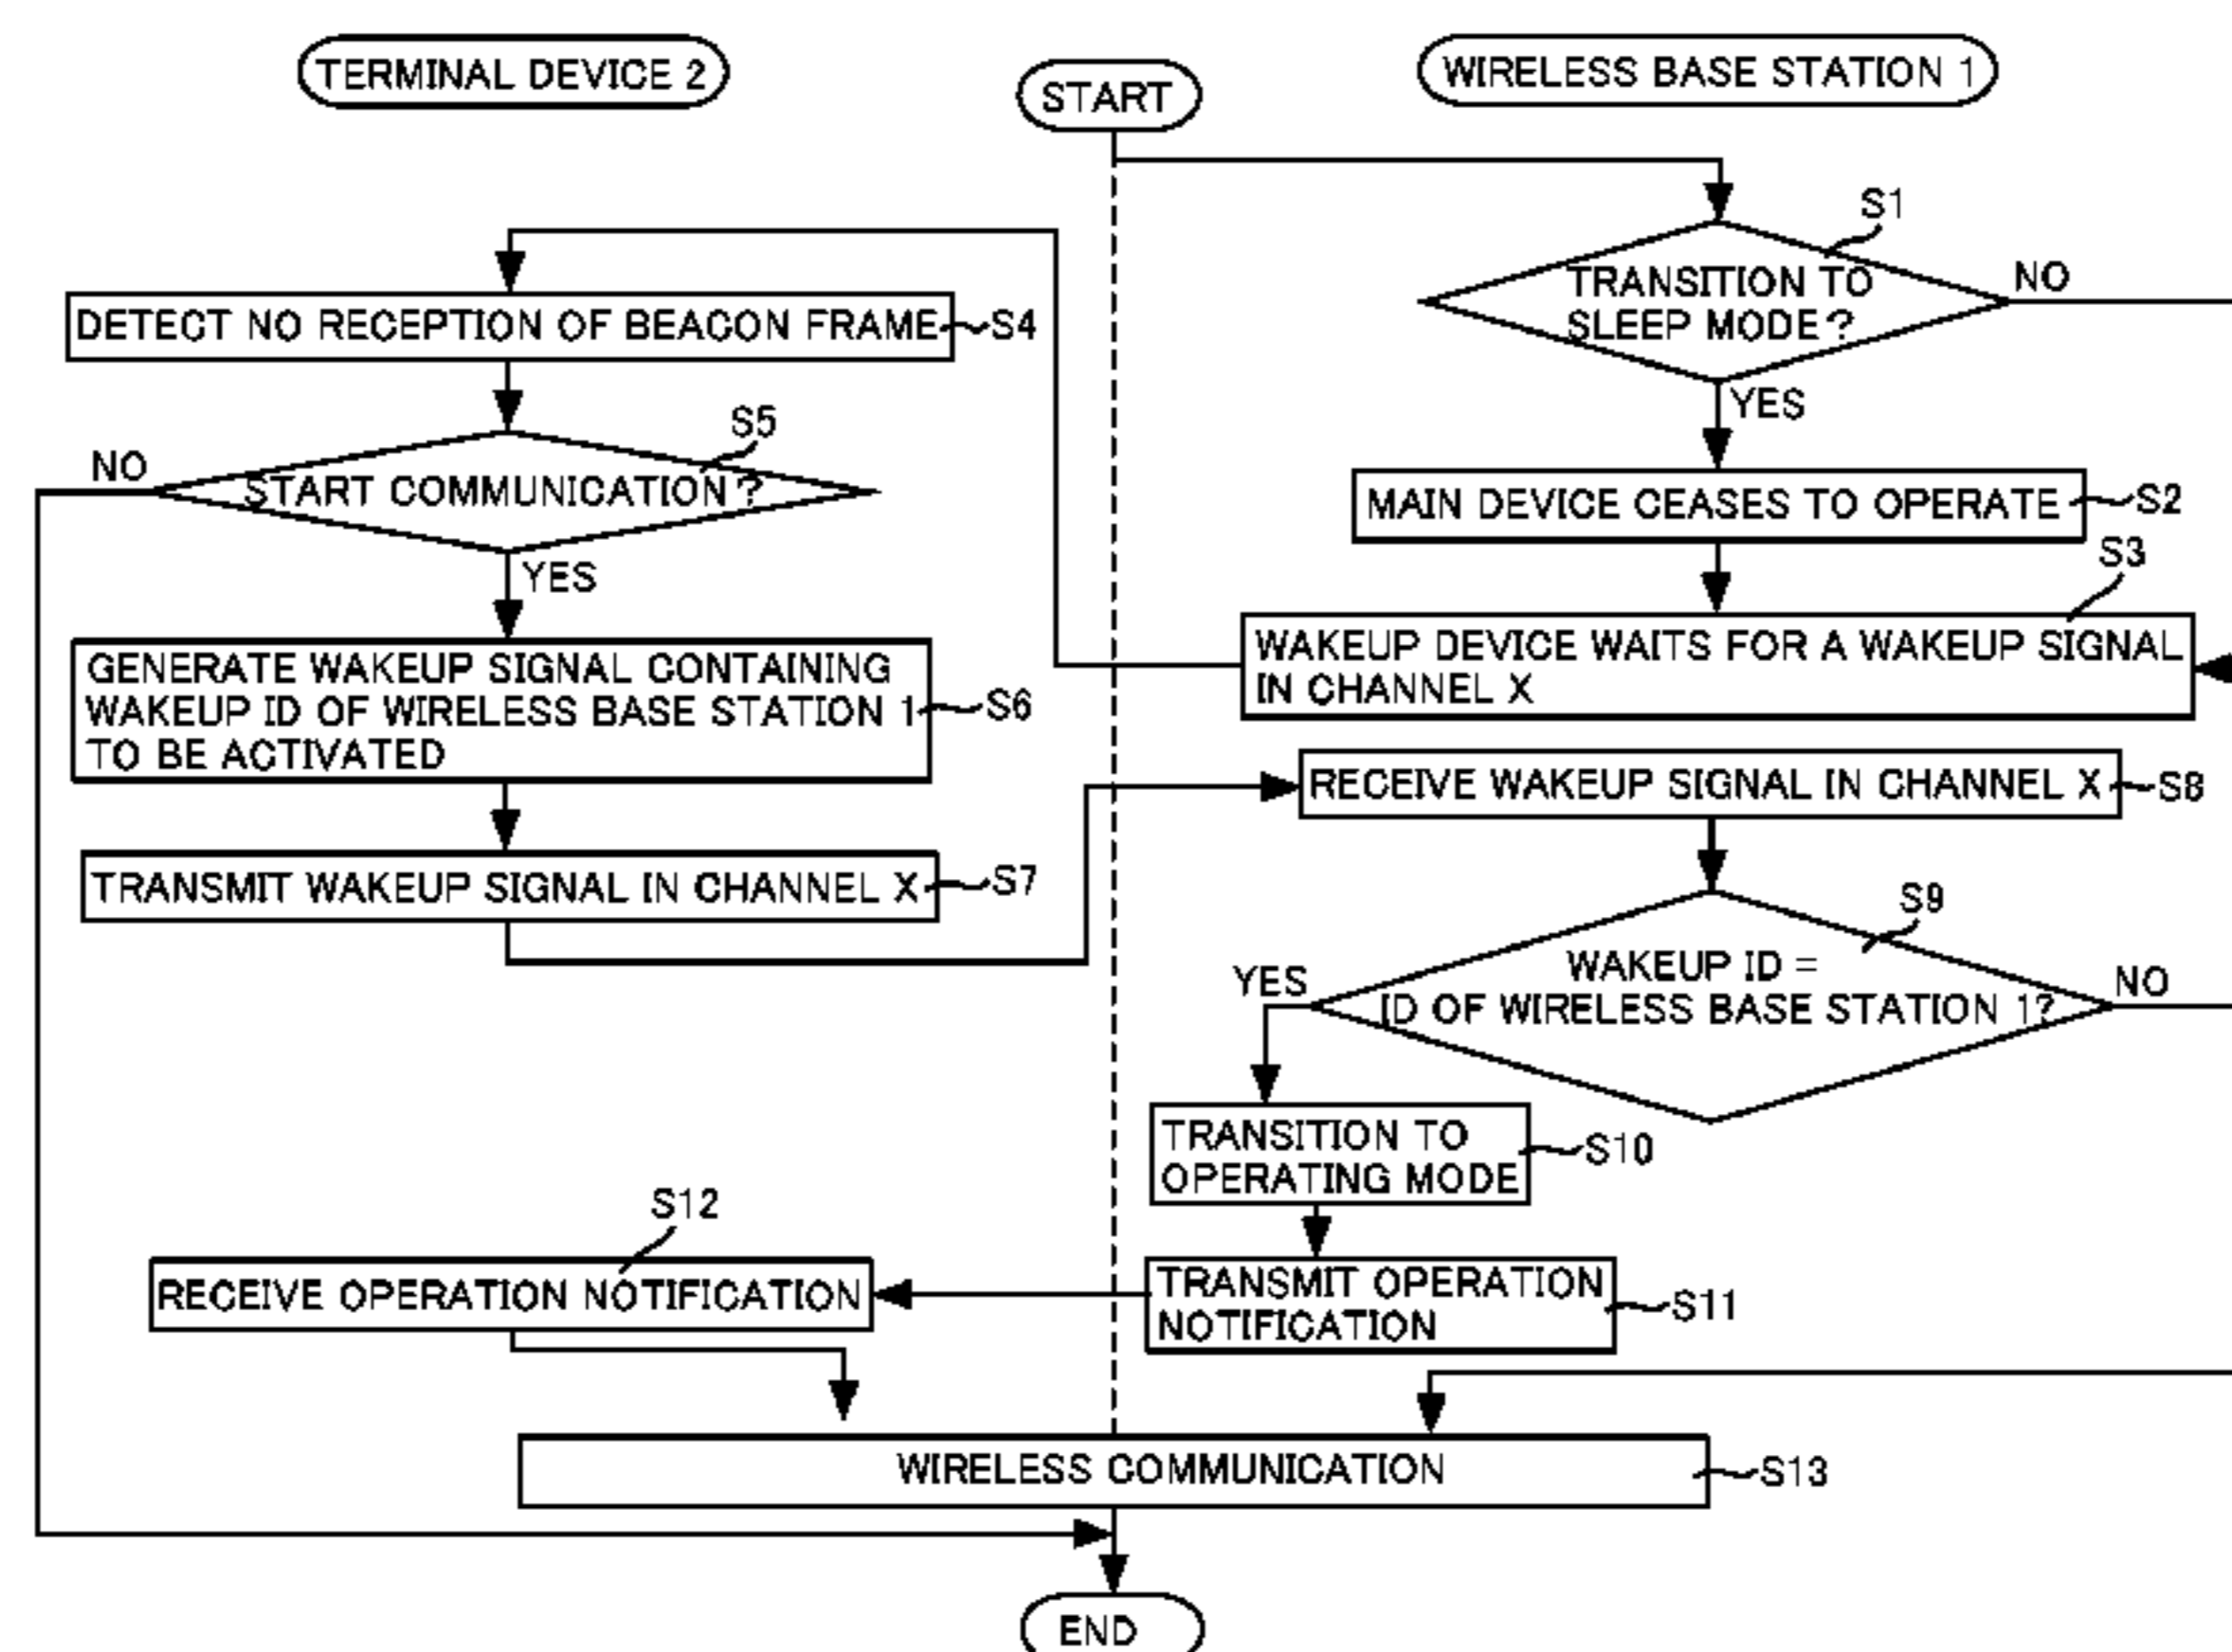 TERMINAL DEVICE 2
START
WIRELESS BASE STATION 1
S1
TRANSITION TO
SLEEP MODE?
NO
YES
DETECT NO RECEPTION OF BEACON FRAME
S4
S5
NO
START COMMUNICATION?
YES
MAIN DEVICE CEASES TO OPERATE
S2
S3
WAKEUP DEVICE WAITS FOR A WAKEUP SIGNAL
IN CHANNEL X
GENERATE WAKEUP SIGNAL CONTAINING
WAKEUP ID OF WIRELESS BASE STATION 1
TO BE ACTIVATED
S6
RECEIVE WAKEUP SIGNAL IN CHANNEL X
S8
TRANSMIT WAKEUP SIGNAL IN CHANNEL X
S7
S9
WAKEUP ID =
ID OF WIRELESS BASE STATION 1?
YES
NO
TRANSITION TO
OPERATING MODE
S10
S12
RECEIVE OPERATION NOTIFICATION
TRANSMIT OPERATION
NOTIFICATION
S11
WIRELESS COMMUNICATION
S13
END